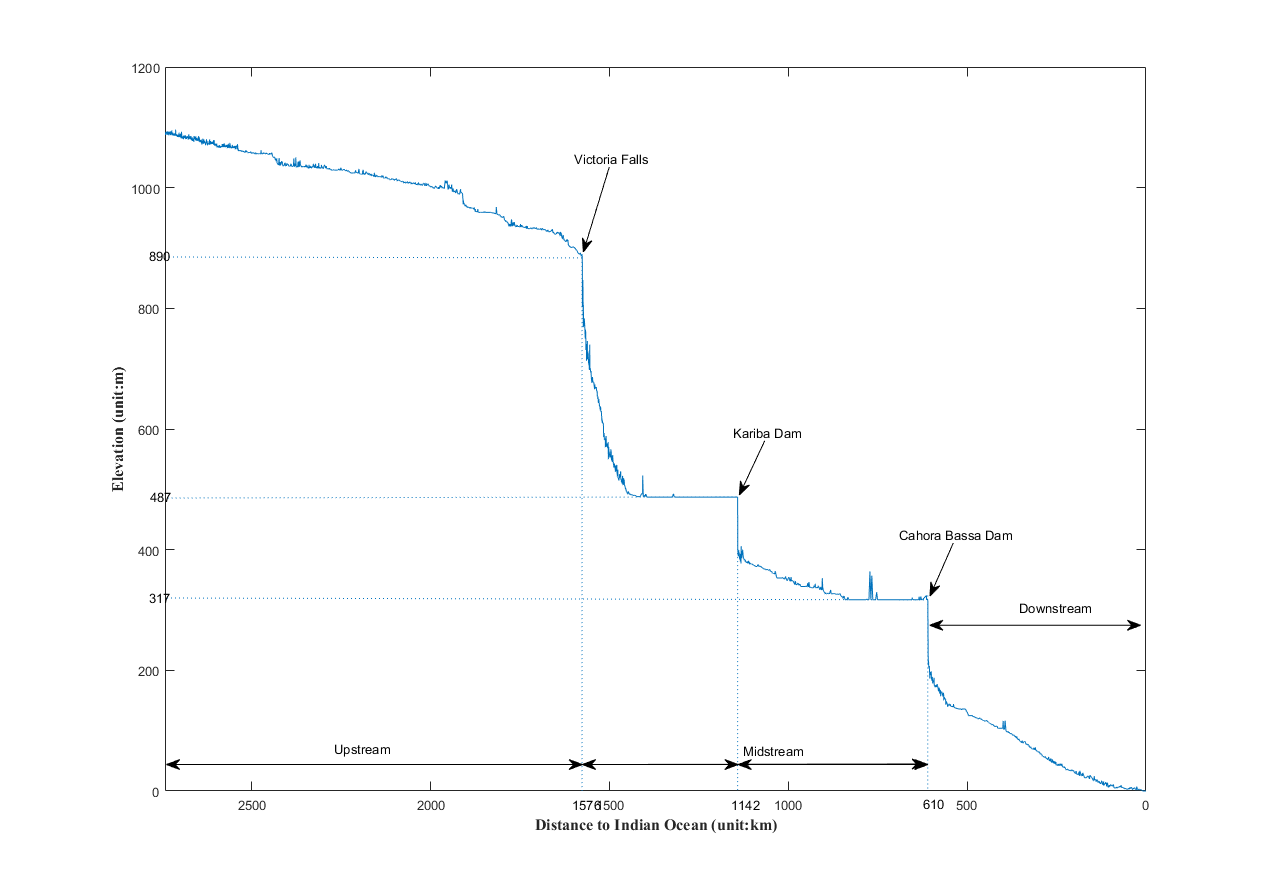 1200
Victoria Falls
1000
890
800
Elevation (unit:m)
600
Kariba Dam
487
Cahora Bassa Dam
400
317
Downstream
200
Upstream
Midstream
0
2500
2000
1576
1500
1142
1000
610
500
0
Distance to Indian Ocean (unit:km)